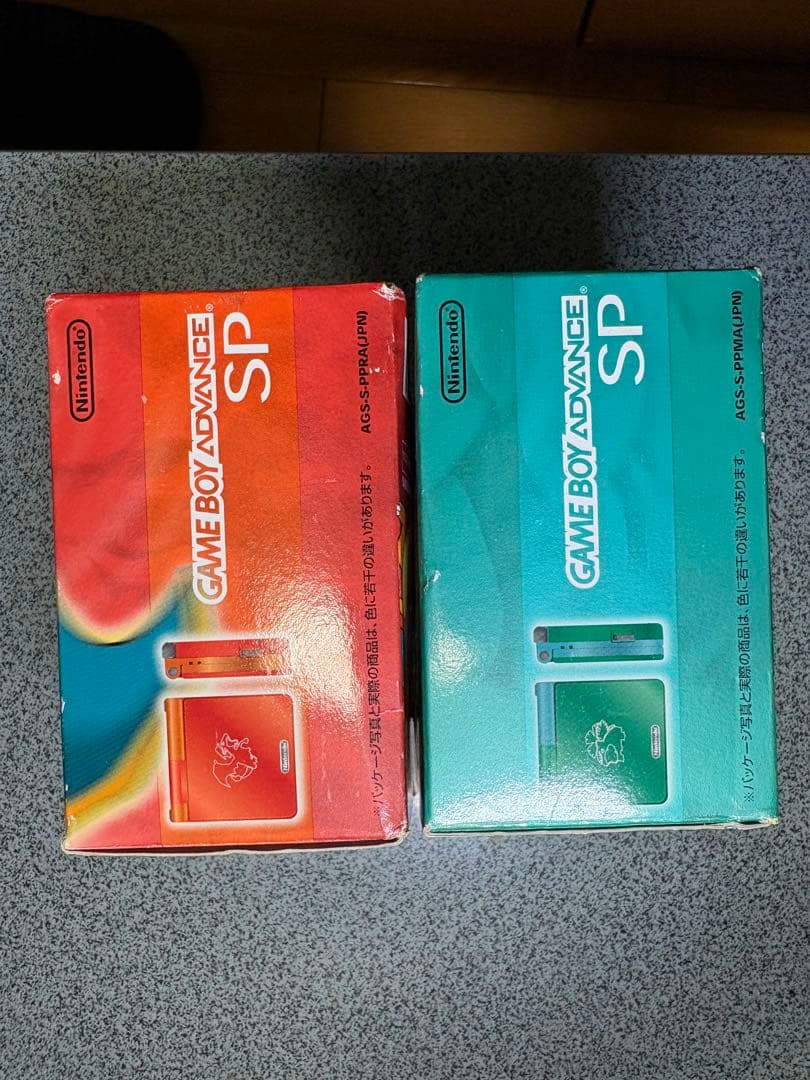 Nintendo®
GAME BOY ADVANCE®
SP
AGS-S-PPRA(JPN)
※パッケージ写真と実際の商品は、色に若干の違いがあります。
Nintendo
Nintendo®
GAME BOY ADVANCE®
SP
AGS-S-PPMA(JPN)
※パッケージ写真と実際の商品は、色に若干の違いがあります。
Nintendo